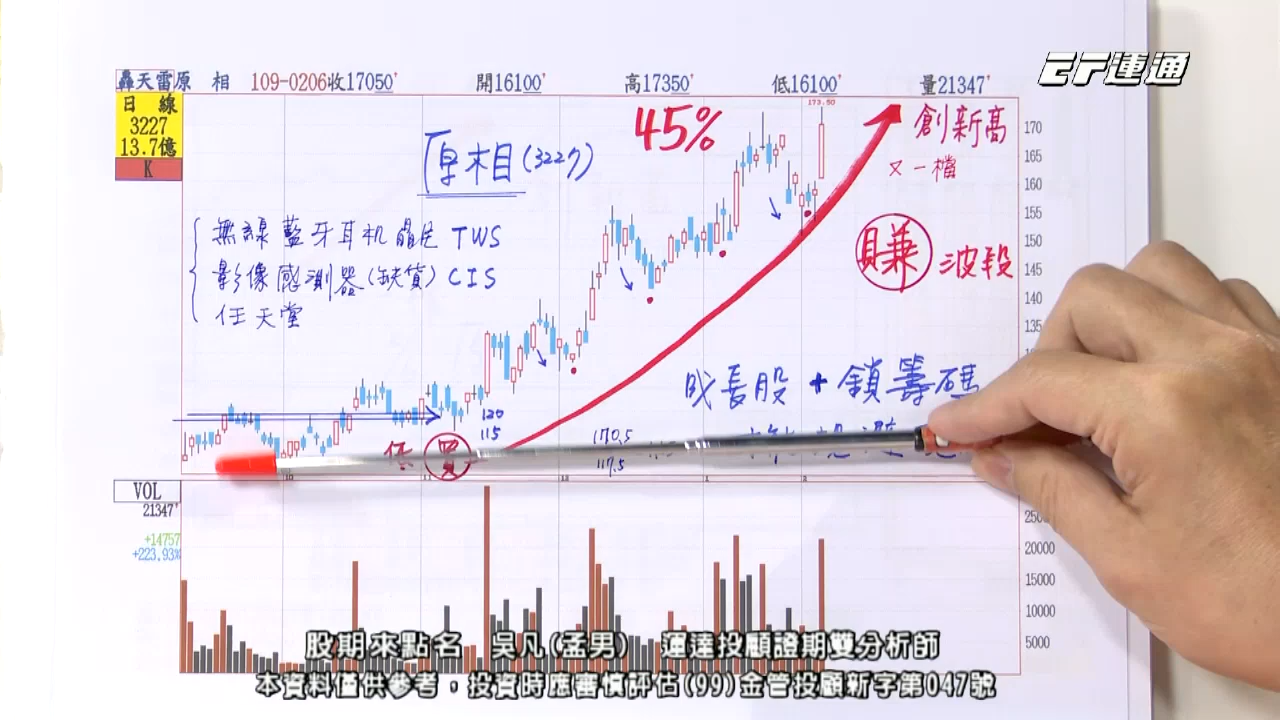 EF運通
轟天雷原 相 109-0206收17050' 開16100' 高17350' 低16100 量21347'
日 線
3227
13.7億
K
173.50
45%
創新高
又一檔
原相(3227)
無線藍牙耳机晶片 TWS
影像感測器(缺貨) CIS
任天堂
賺 波段
成長股 + 鎖籌碼
170
165
160
155
150
145
140
135
120
115
買
170.5
117.5
10
11
12
1
2
VOL
21347'
+14757
+223.93%
20000
15000
10000
5000
股期來點名 吳凡(孟男) 運達投顧證期雙分析師
本資料僅供參考，投資時應審慎評估(99)金管投顧新字第047號